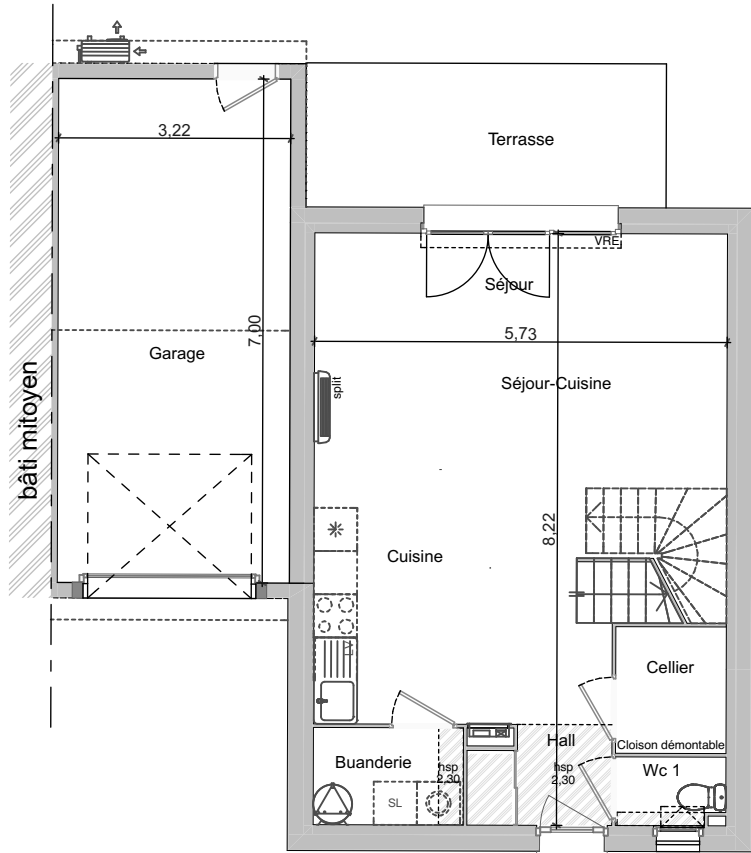 3,22
Terrasse
VRE
Séjour
7,00
5,73
Garage
bâti mitoyen
split
Séjour-Cuisine
8,22
Cuisine
LV
Cellier
Hall
Cloison démontable
Buanderie
hsp
2,30
hsp
2,30
Wc 1
SL